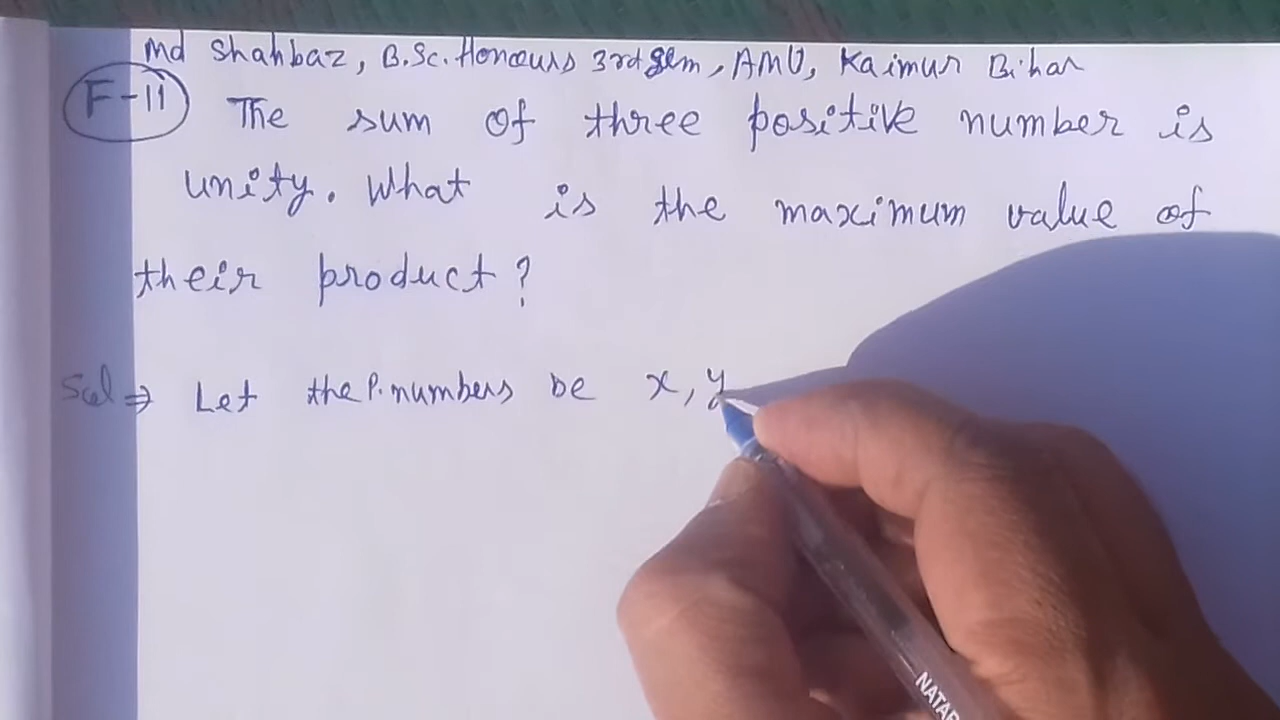 Md Shahbaz, B.Sc. Honours 3rd Sem, AMU, Kaimur Bihar
F-11 The sum of three positive number is
unity. What is the maximum value of
their product?
Sol ⇒ Let the P. numbers be x, y
NATAR